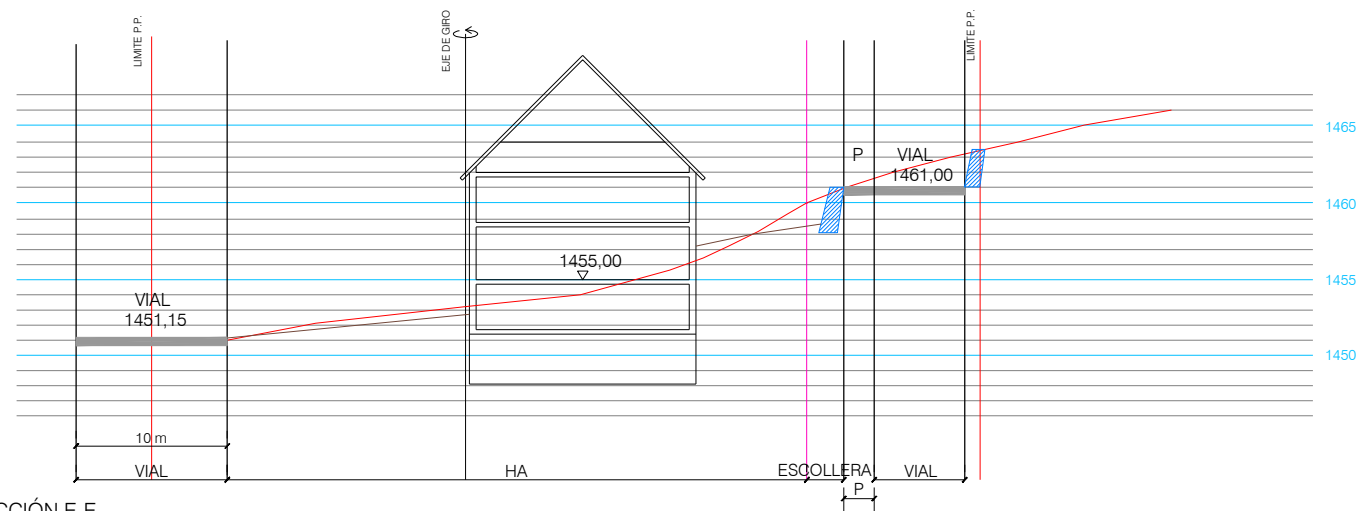 LIMITE P.P.
EJE DE GIRO
LIMITE P.P.
1465
P
VIAL
1461,00
1460
1455,00
1455
VIAL
1451,15
1450
10 m
VIAL
HA
ESCOLLERA
VIAL
P